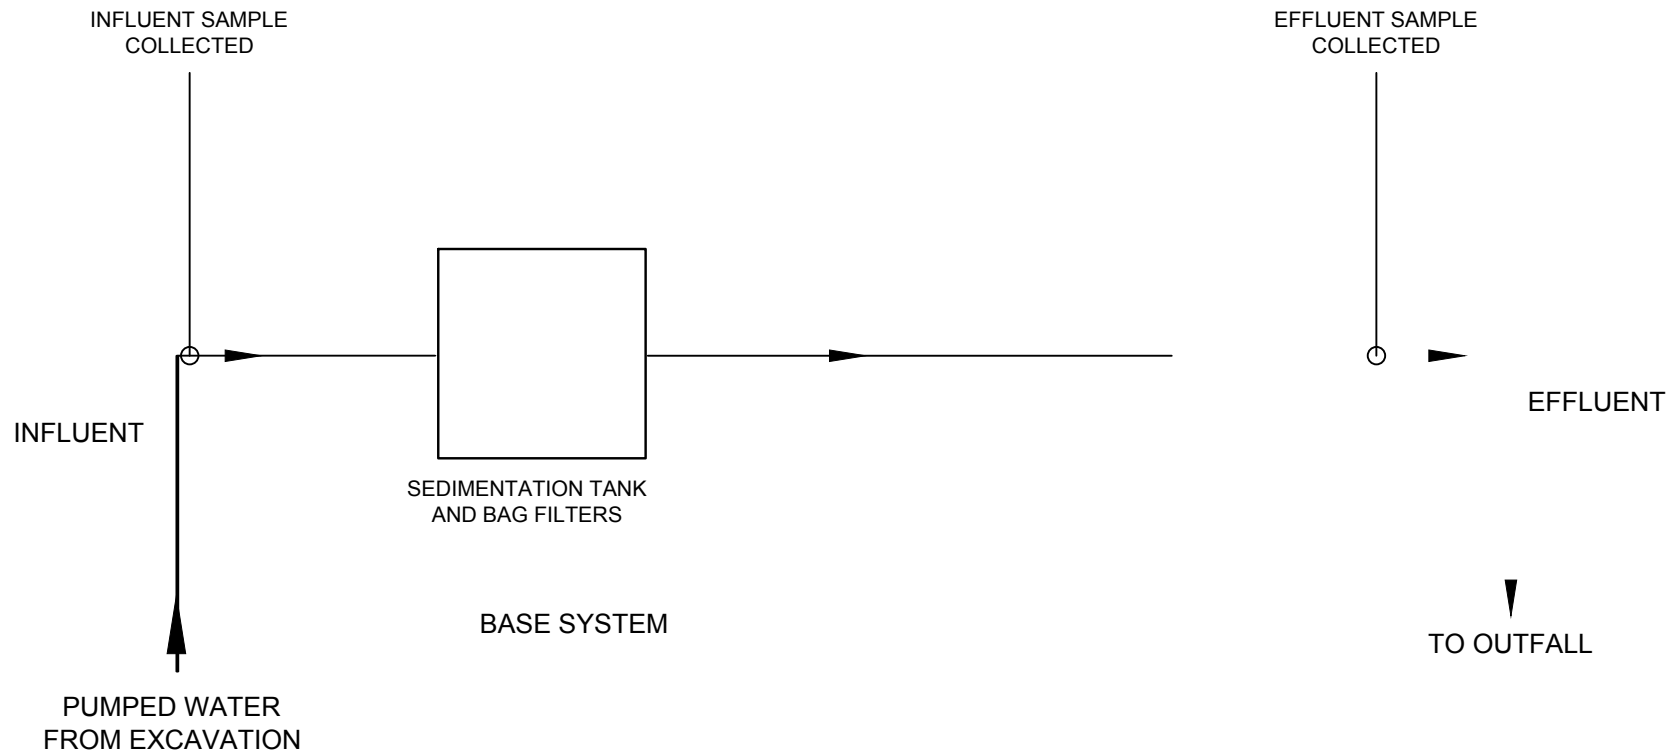 INFLUENT SAMPLE
COLLECTED
EFFLUENT SAMPLE
COLLECTED
INFLUENT
EFFLUENT
SEDIMENTATION TANK
AND BAG FILTERS
BASE SYSTEM
TO OUTFALL
PUMPED WATER
FROM EXCAVATION